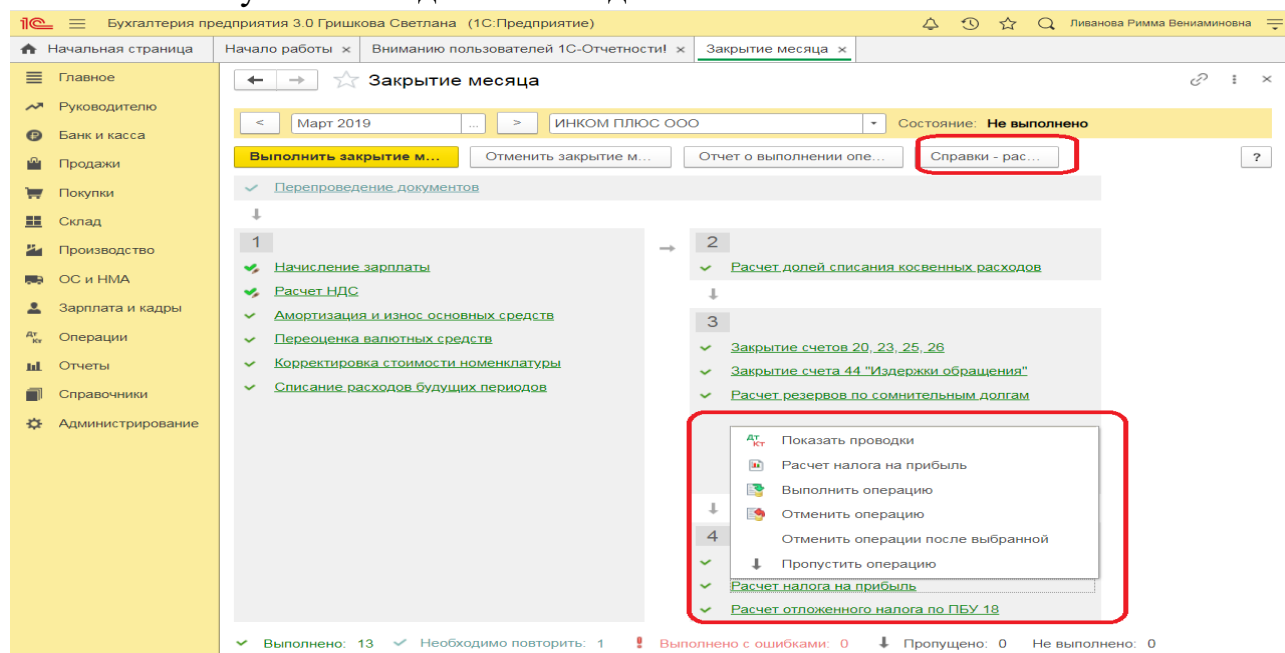 Бухгалтерия предприятия 3.0 Гришкова Светлана (1С:Предприятие) Ливанова Римма Вениаминовна
Начальная страница Начало работы × Вниманию пользователей 1С-Отчетности! × Закрытие месяца ×
Главное
Руководителю
Банк и касса
Продажи
Покупки
Склад
Производство
ОС и НМА
Зарплата и кадры
Операции
Отчеты
Справочники
Администрирование
Закрытие месяца
< Март 2019 ... > ИНКОМ ПЛЮС ООО Состояние: Не выполнено
Выполнить закрытие м... Отменить закрытие м... Отчет о выполнении опе... Справки - рас... ?
Перепроведение документов
1
Начисление зарплаты
Расчет НДС
Амортизация и износ основных средств
Переоценка валютных средств
Корректировка стоимости номенклатуры
Списание расходов будущих периодов
2
Расчет долей списания косвенных расходов
3
Закрытие счетов 20, 23, 25, 26
Закрытие счета 44 "Издержки обращения"
Расчет резервов по сомнительным долгам
Дт Кт Показать проводки
Расчет налога на прибыль
Выполнить операцию
Отменить операцию
Отменить операции после выбранной
Пропустить операцию
4
Расчет налога на прибыль
Расчет отложенного налога по ПБУ 18
Выполнено: 13 Необходимо повторить: 1 Выполнено с ошибками: 0 Пропущено: 0 Не выполнено: 0